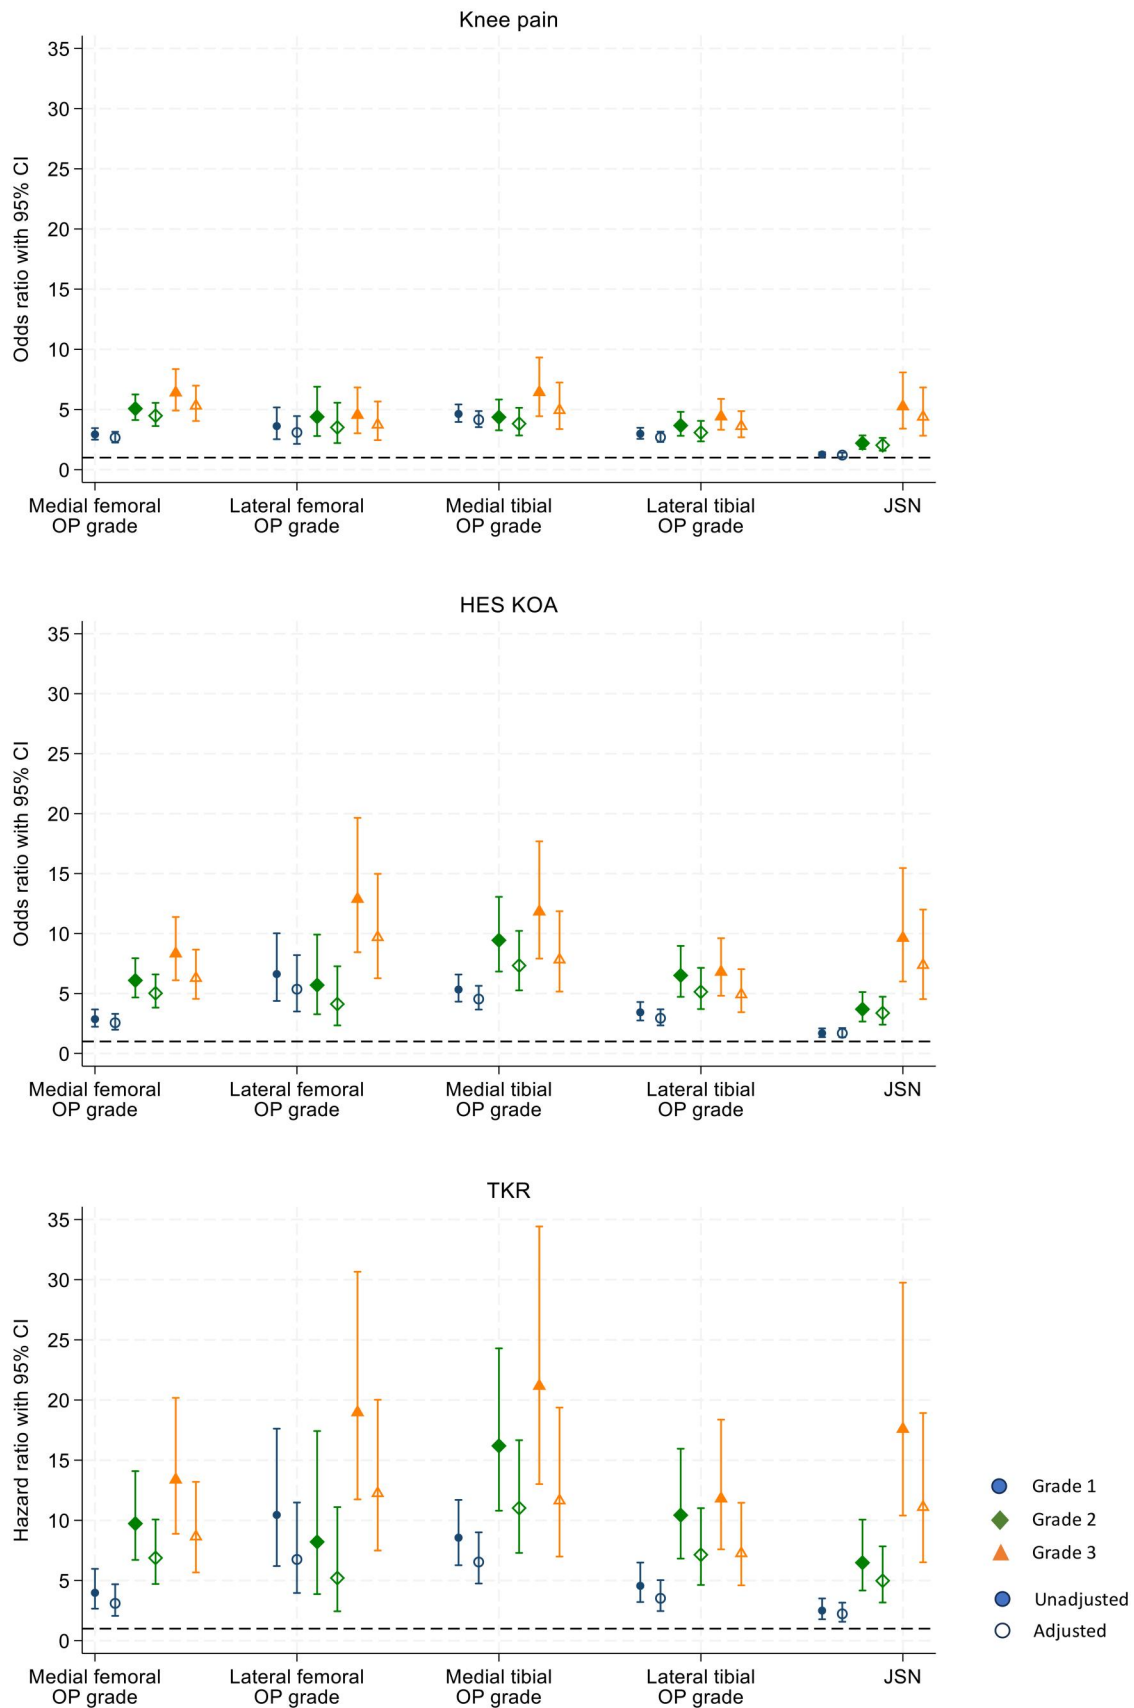 Knee pain
Odds ratio with 95% CI
35
30
25
20
15
10
5
0
Medial femoral
OP grade
Lateral femoral
OP grade
Medial tibial
OP grade
Lateral tibial
OP grade
JSN
HES KOA
Odds ratio with 95% CI
35
30
25
20
15
10
5
0
Medial femoral
OP grade
Lateral femoral
OP grade
Medial tibial
OP grade
Lateral tibial
OP grade
JSN
TKR
Hazard ratio with 95% CI
35
30
25
20
15
10
5
0
Medial femoral
OP grade
Lateral femoral
OP grade
Medial tibial
OP grade
Lateral tibial
OP grade
JSN
Grade 1
Grade 2
Grade 3
Unadjusted
Adjusted